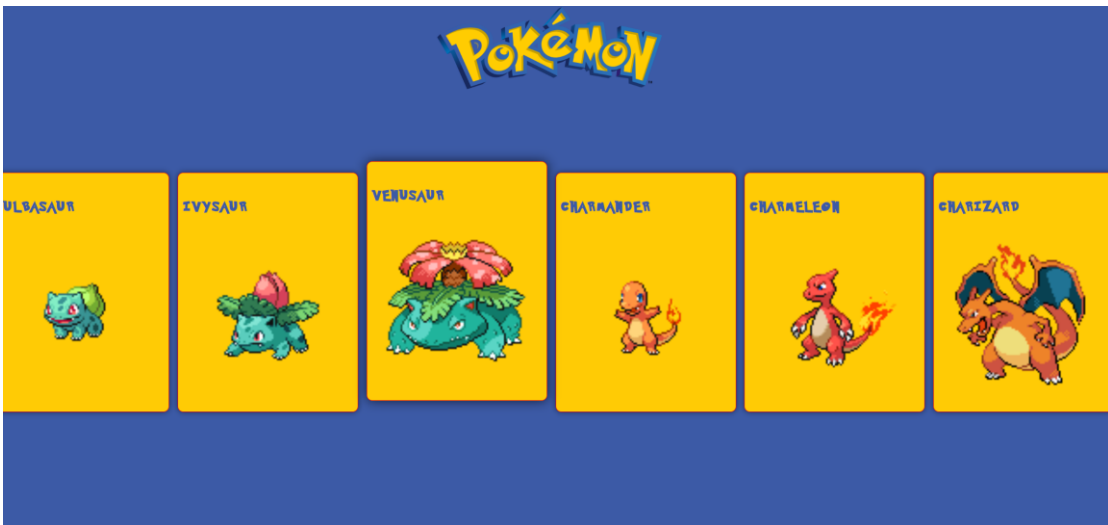 Pokémon
ULBASAUR
IVYSAUR
VENUSAUR
CHARMANDER
CHARMELEON
CHARIZARD